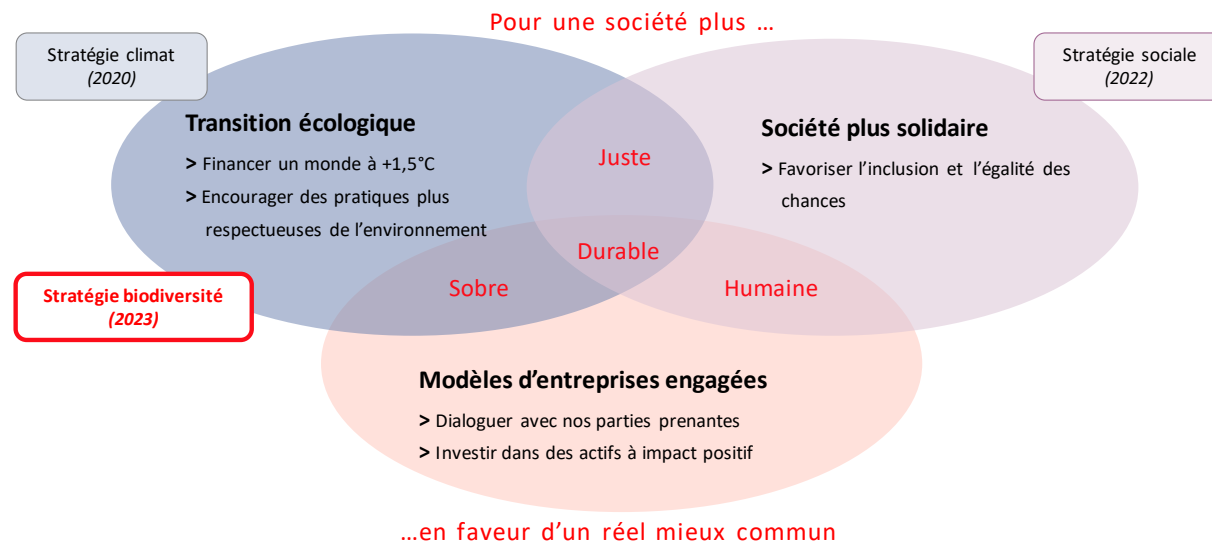 Pour une société plus …
Stratégie climat
(2020)
Stratégie sociale
(2022)
Transition écologique
> Financer un monde à +1,5°C
> Encourager des pratiques plus
respectueuses de l’environnement
Juste
Société plus solidaire
> Favoriser l’inclusion et l’égalité des
chances
Durable
Sobre
Humaine
Stratégie biodiversité
(2023)
Modèles d’entreprises engagées
> Dialoguer avec nos parties prenantes
> Investir dans des actifs à impact positif
…en faveur d’un réel mieux commun